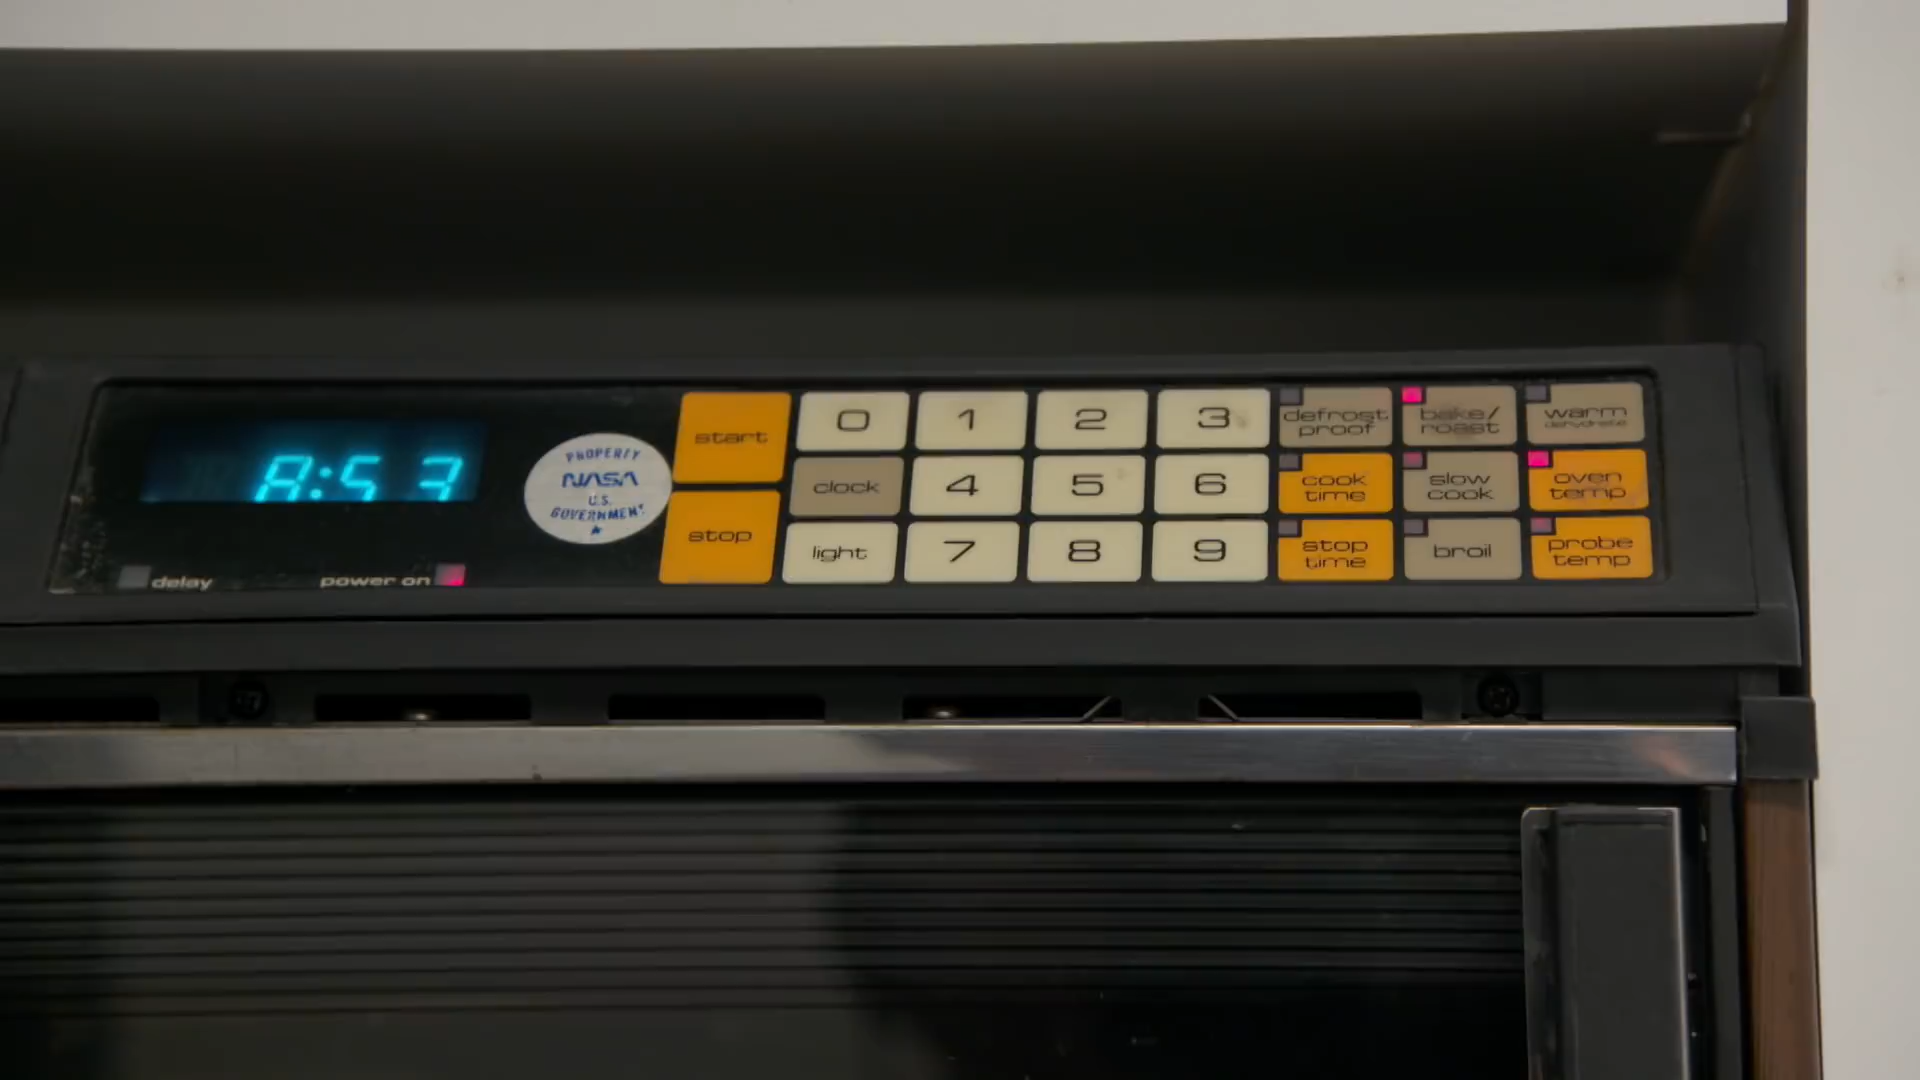 8:53
PROPERTY
NASA
U.S.
GOVERNMENT
delay
power on
start
stop
0
1
2
3
clock
4
5
6
light
7
8
9
defrost
proof
bake/
roast
warm
dehydrate
cook
time
slow
cook
oven
temp
stop
time
broil
probe
temp